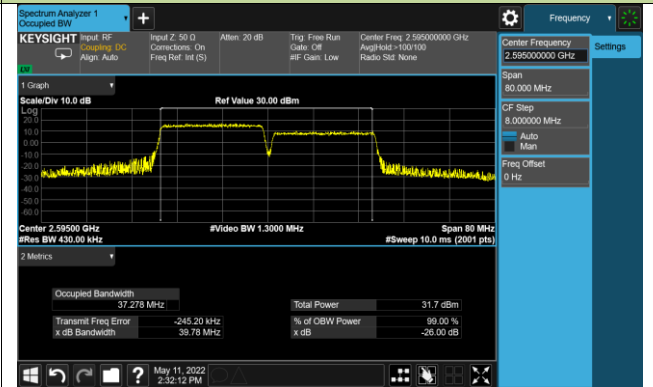 Spectrum Analyzer 1
Occupied BW
Frequency
KEYSIGHT
Input: RF
Coupling: DC
Align: Auto
Input Z: 50 Ω
Corrections: On
Freq Ref: Int (S)
Atten: 20 dB
Trig: Free Run
Gate: Off
#IF Gain: Low
Center Freq: 2.595000000 GHz
Avg|Hold:>100/100
Radio Std: None
Center Frequency
2.595000000 GHz
Settings
Span
80.000 MHz
CF Step
8.000000 MHz
Auto
Man
Freq Offset
0 Hz
1 Graph
Scale/Div 10.0 dB
Ref Value 30.00 dBm
Log
20.0
10.0
0.00
-10.0
-20.0
-30.0
-40.0
-50.0
-60.0
Center 2.59500 GHz
#Video BW 1.3000 MHz
Span 80 MHz
#Res BW 430.00 kHz
#Sweep 10.0 ms (2001 pts)
2 Metrics
Occupied Bandwidth
37.278 MHz
Total Power 31.7 dBm
Transmit Freq Error -245.20 kHz
% of OBW Power 99.00 %
x dB Bandwidth 39.78 MHz
x dB -26.00 dB
?
May 11, 2022
2:32:12 PM